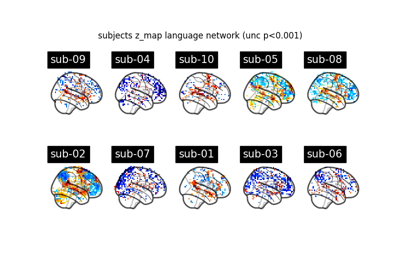 subjects z_map language network (unc p<0.001)
sub-09 sub-04 sub-10 sub-05 sub-08
sub-02 sub-07 sub-01 sub-03 sub-06